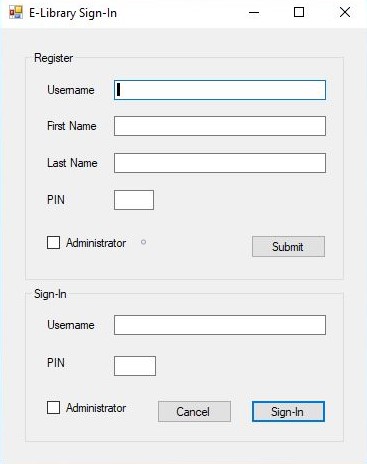 E-Library Sign-In
Register
Username
First Name
Last Name
PIN
Administrator
Submit
Sign-In
Username
PIN
Administrator
Cancel
Sign-In